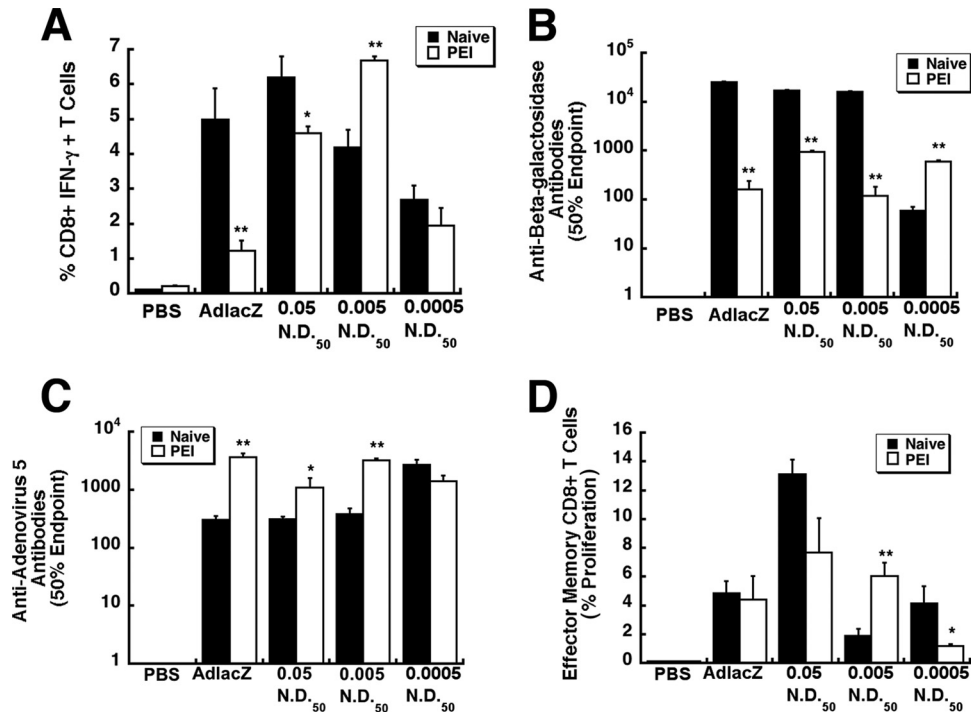 A
Naive
PEI
% CD8+ IFN-γ + T Cells
7
6
5
4
3
2
1
0
**
*
**
PBS AdlacZ 0.05 0.005 0.0005
N.D.50 N.D.50 N.D.50
B
Naive
PEI
Anti-Beta-galactosidase
Antibodies
(50% Endpoint)
10^5
10^4
1000
100
10
1
** ** ** **
PBS AdlacZ 0.05 0.005 0.0005
N.D.50 N.D.50 N.D.50
C
Naive
PEI
Anti-Adenovirus 5
Antibodies
(50% Endpoint)
10^4
1000
100
10
1
** * **
PBS AdlacZ 0.05 0.005 0.0005
N.D.50 N.D.50 N.D.50
D
Naive
PEI
Effector Memory CD8+ T Cells
(% Proliferation)
16
14
12
10
8
6
4
2
0
** *
PBS AdlacZ 0.05 0.005 0.0005
N.D.50 N.D.50 N.D.50